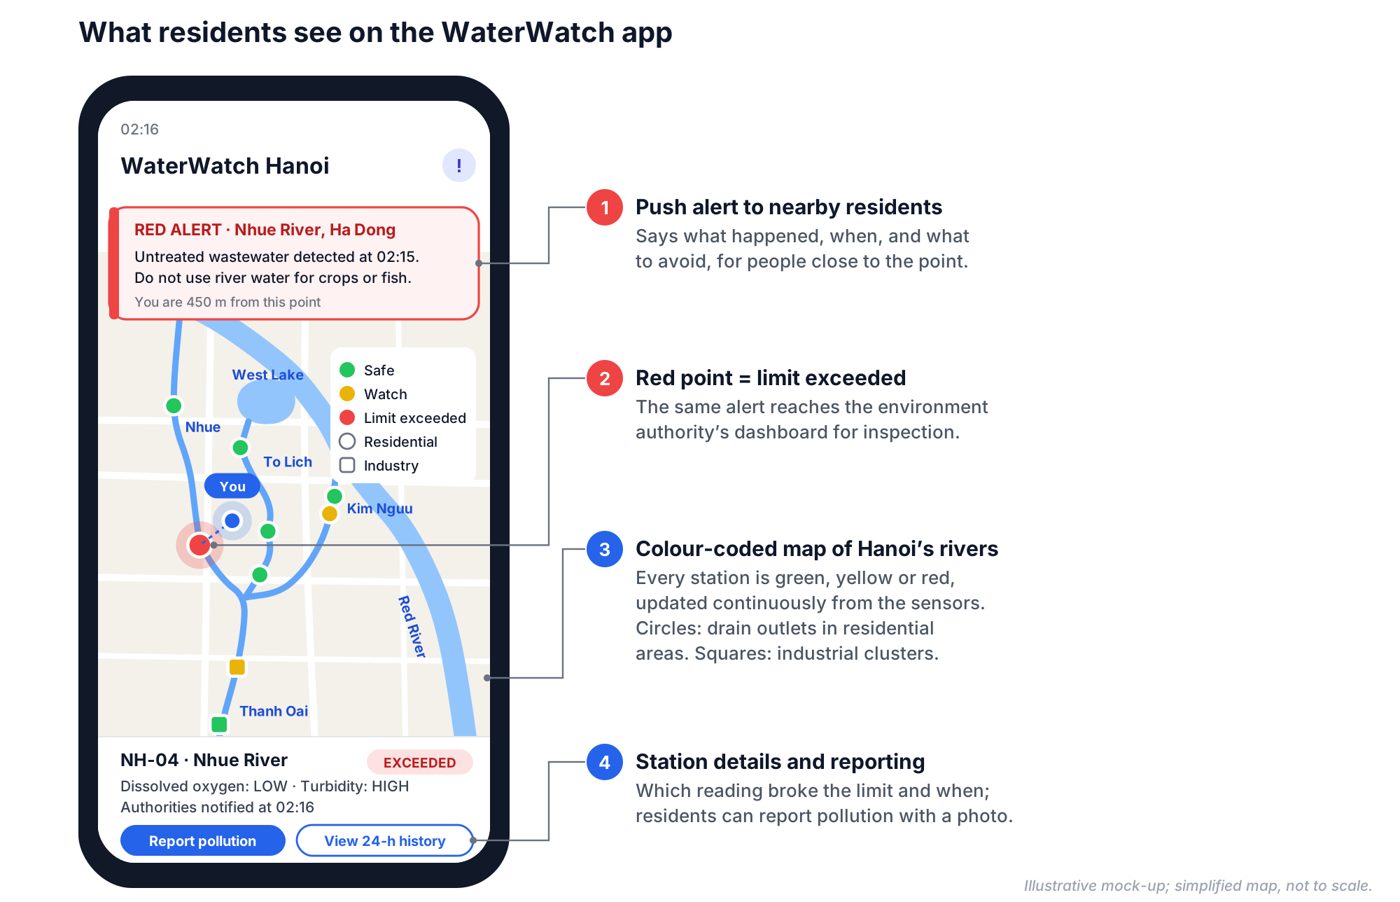 What residents see on the WaterWatch app
02:16
WaterWatch Hanoi
!
RED ALERT · Nhue River, Ha Dong
Untreated wastewater detected at 02:15.
Do not use river water for crops or fish.
You are 450 m from this point
West Lake
Nhue
To Lich
You
Kim Nguu
Red River
Thanh Oai
Safe
Watch
Limit exceeded
Residential
Industry
NH-04 · Nhue River
EXCEEDED
Dissolved oxygen: LOW · Turbidity: HIGH
Authorities notified at 02:16
Report pollution
View 24-h history
1
Push alert to nearby residents
Says what happened, when, and what
to avoid, for people close to the point.
2
Red point = limit exceeded
The same alert reaches the environment
authority’s dashboard for inspection.
3
Colour-coded map of Hanoi’s rivers
Every station is green, yellow or red,
updated continuously from the sensors.
Circles: drain outlets in residential
areas. Squares: industrial clusters.
4
Station details and reporting
Which reading broke the limit and when;
residents can report pollution with a photo.
Illustrative mock-up; simplified map, not to scale.